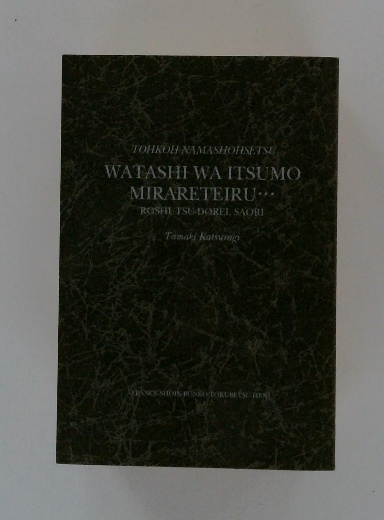 TOHKOH NAMASHOHSETSU
WATASHI WA ITSUMO
MIRARETEIRU…
ROSHUTSU DOREI, SAORI
Tamaki Katsuragi
FRANCE SHOIN BUNKO TOKUBETSU HEN